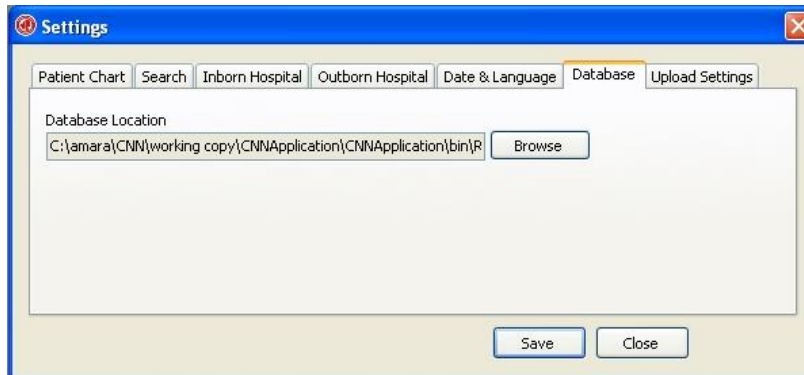 Settings
Patient Chart Search Inborn Hospital Outborn Hospital Date & Language Database Upload Settings
Database Location
C:\amara\CNN\working copy\CNNApplication\CNNApplication\bin\R Browse
Save Close